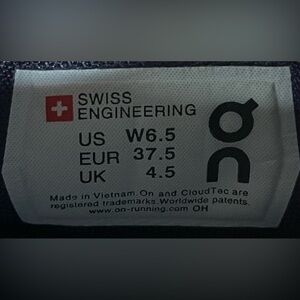 SWISS
ENGINEERING
US W6.5
EUR 37.5
UK 4.5
Made in Vietnam. On and CloudTec are
registered trademarks. Worldwide patents.
www.on-running.com OH